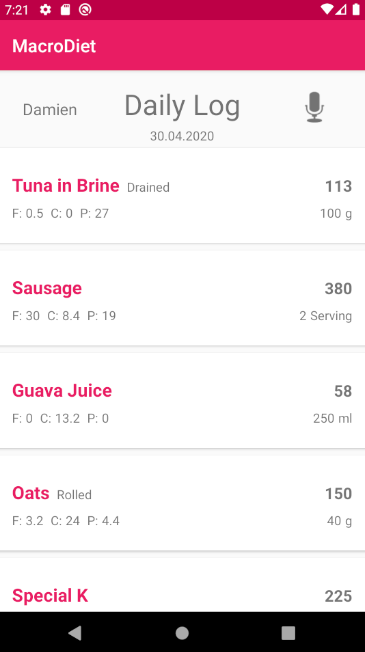 7:21
MacroDiet
Damien Daily Log
30.04.2020
Tuna in Brine Drained 113
F: 0.5 C: 0 P: 27 100 g
Sausage 380
F: 30 C: 8.4 P: 19 2 Serving
Guava Juice 58
F: 0 C: 13.2 P: 0 250 ml
Oats Rolled 150
F: 3.2 C: 24 P: 4.4 40 g
Special K 225